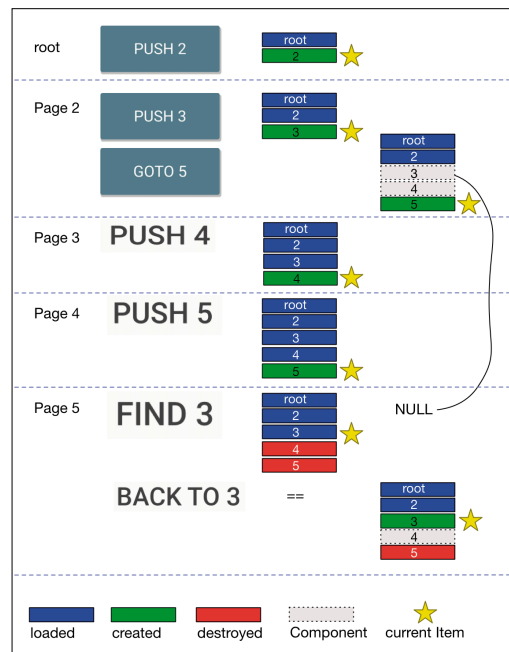 root
PUSH 2
root
2
Page 2
PUSH 3
root
2
3
GOTO 5
root
2
3
4
5
Page 3
PUSH 4
root
2
3
4
Page 4
PUSH 5
root
2
3
4
5
Page 5
FIND 3
root
2
3
4
5
NULL
BACK TO 3
==
root
2
3
4
5
loaded
created
destroyed
Component
current Item